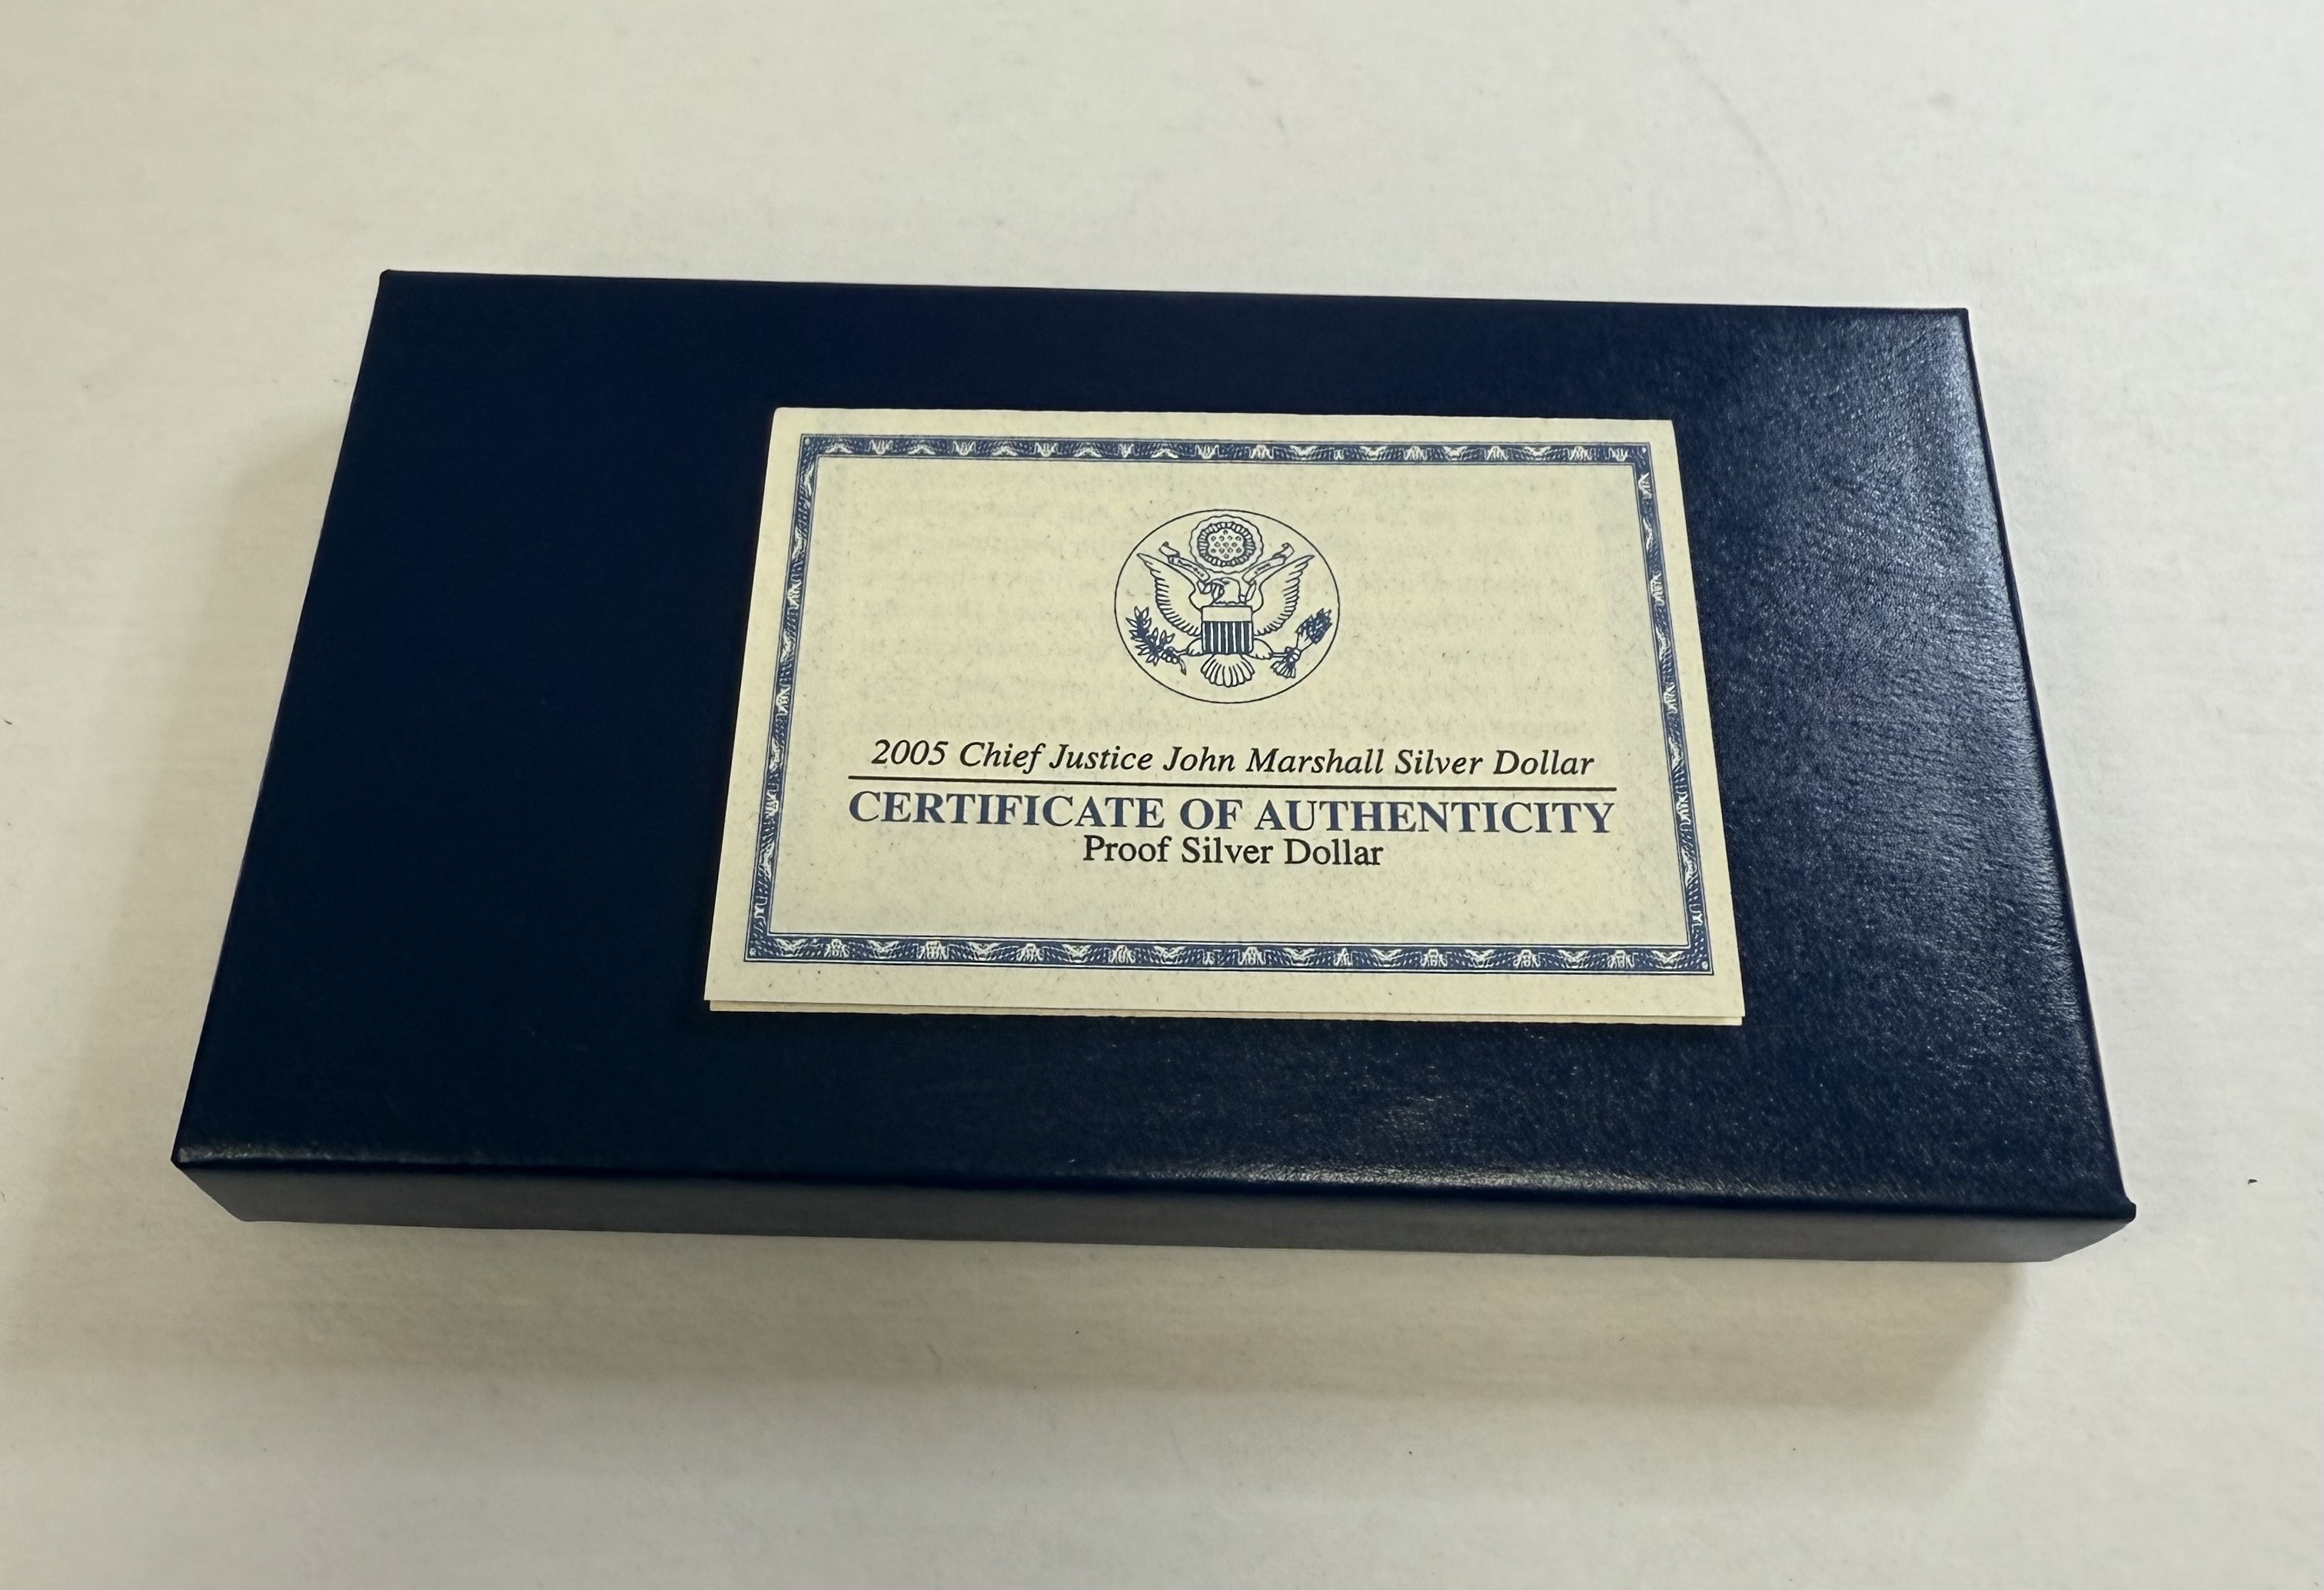 2005 Chief Justice John Marshall Silver Dollar
CERTIFICATE OF AUTHENTICITY
Proof Silver Dollar